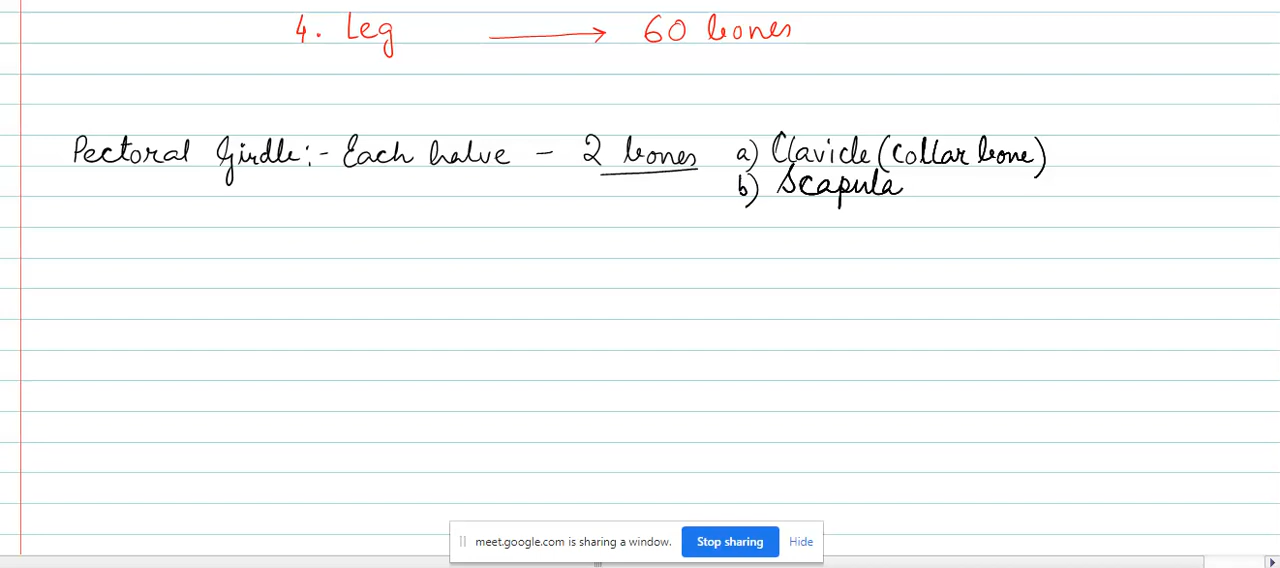 4. Leg → 60 bones
Pectoral Girdle:- Each halve - 2 bones a) Clavicle (Collar bone)
b) Scapula
meet.google.com is sharing a window. Stop sharing Hide